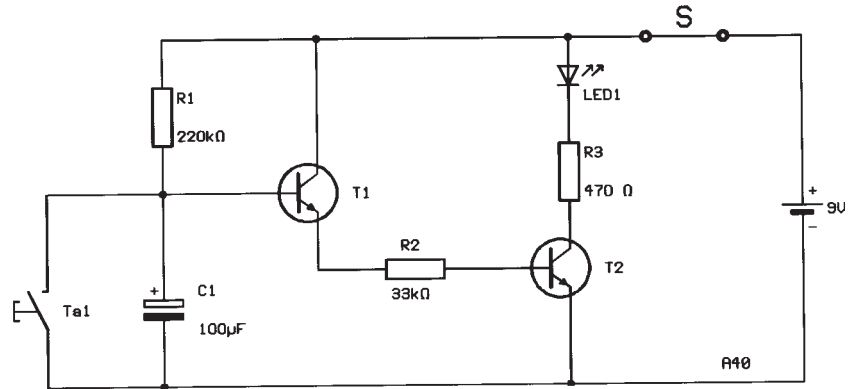 S
R1
220kΩ
LED1
R3
470 Ω
T1
+
9V
-
R2
33kΩ
T2
Ta1
+
C1
100µF
A40